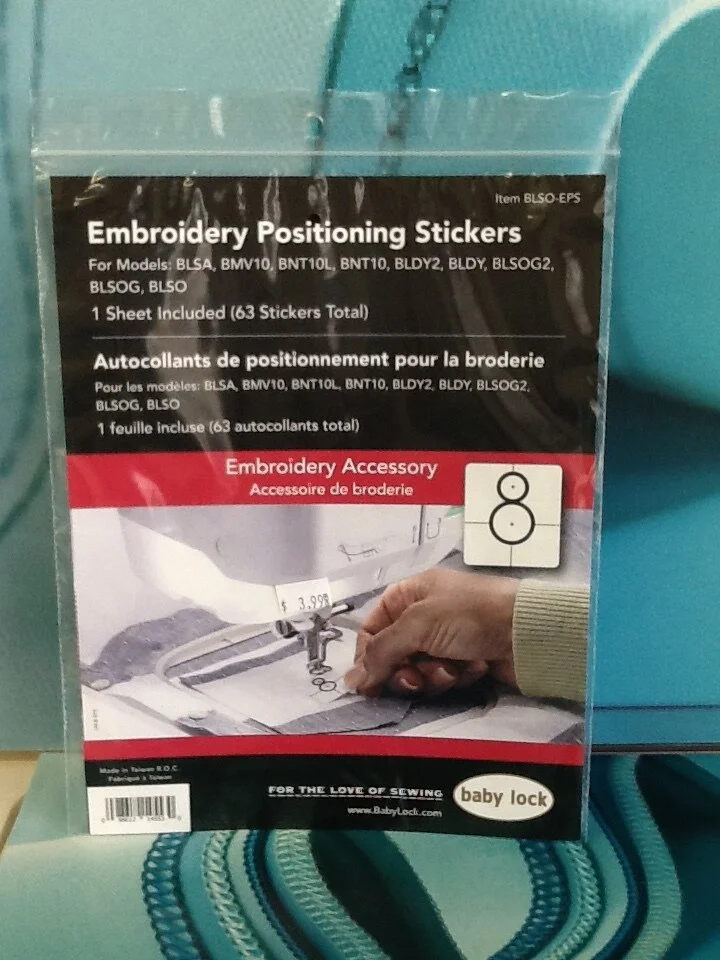 Item BLSO-EPS
Embroidery Positioning Stickers
For Models: BLSA, BMV10, BNT10L, BNT10, BLDY2, BLDY, BLSOG2,
BLSOG, BLSO
1 Sheet Included (63 Stickers Total)
Autocollants de positionnement pour la broderie
Pour les modèles: BLSA, BMV10, BNT10L, BNT10, BLDY2, BLDY, BLSOG2,
BLSOG, BLSO
1 feuille incluse (63 autocollants total)
Embroidery Accessory
Accessoire de broderie
$ 3.99
Made in Taiwan R.O.C.
Fabriqué à Taiwan
FOR THE LOVE OF SEWING
www.BabyLock.com
baby lock